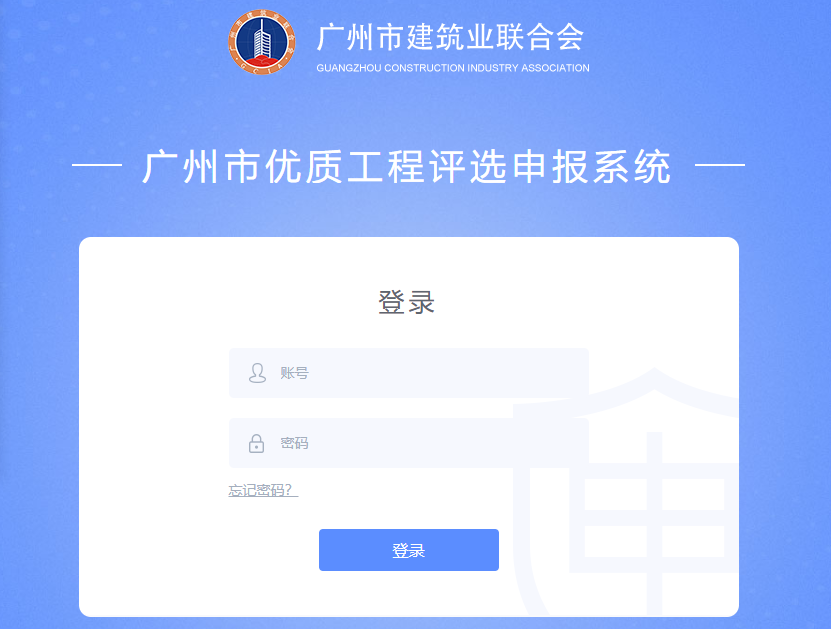 广州市建筑业联合会
GUANGZHOU CONSTRUCTION INDUSTRY ASSOCIATION
广州市优质工程评选申报系统
登录
账号
密码
忘记密码？
登录